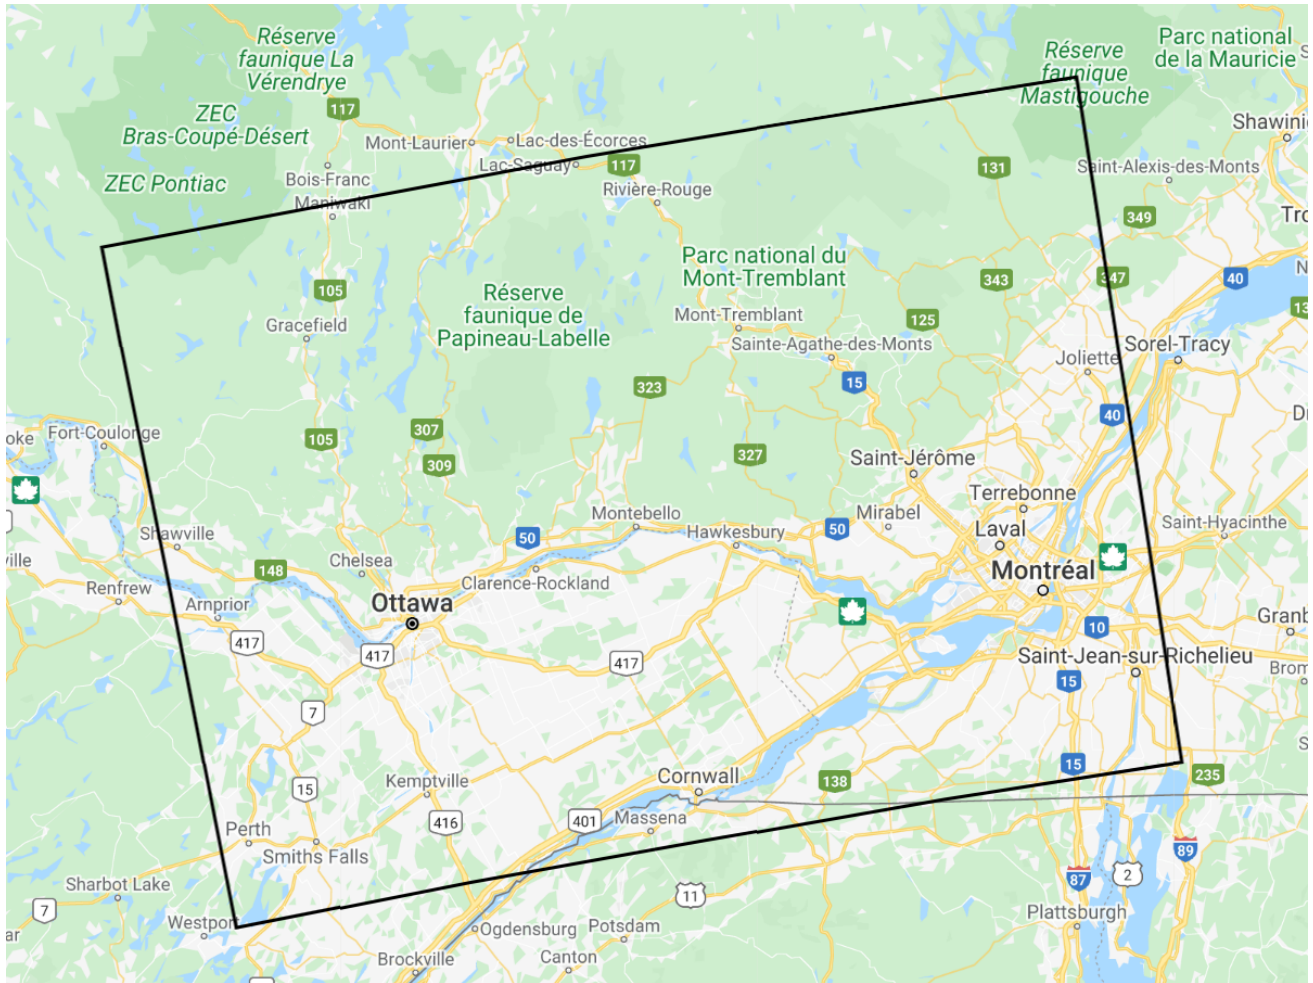 Réserve
faunique La
Vérendrye
Réserve
faunique
Mastigouche
Parc national
de la Mauricie
ZEC
Bras-Coupé-Désert
117
Mont-Laurier
Lac-des-Écorces
Lac-Saguay
117
Shawini
131
Saint-Alexis-des-Monts
ZEC Pontiac
Bois-Franc
Maniwaki
Rivière-Rouge
349
Parc national du
Mont-Tremblant
343
347
40
105
Réserve
faunique de
Papineau-Labelle
Gracefield
Mont-Tremblant
125
Sainte-Agathe-des-Monts
Joliette
Sorel-Tracy
323
15
40
Fort-Coulonge
105
307
309
327
Saint-Jérôme
Terrebonne
Montebello
Mirabel
Saint-Hyacinthe
Shawville
50
Hawkesbury
50
Laval
Chelsea
148
Clarence-Rockland
Montréal
Renfrew
Arnprior
Ottawa
Granb
10
417
417
417
Saint-Jean-sur-Richelieu
15
7
Kemptville
Cornwall
15
235
15
138
416
401
Massena
Perth
Smiths Falls
89
Sharbot Lake
7
11
87
2
Westpor
Ogdensburg
Potsdam
Plattsburgh
Brockville
Canton